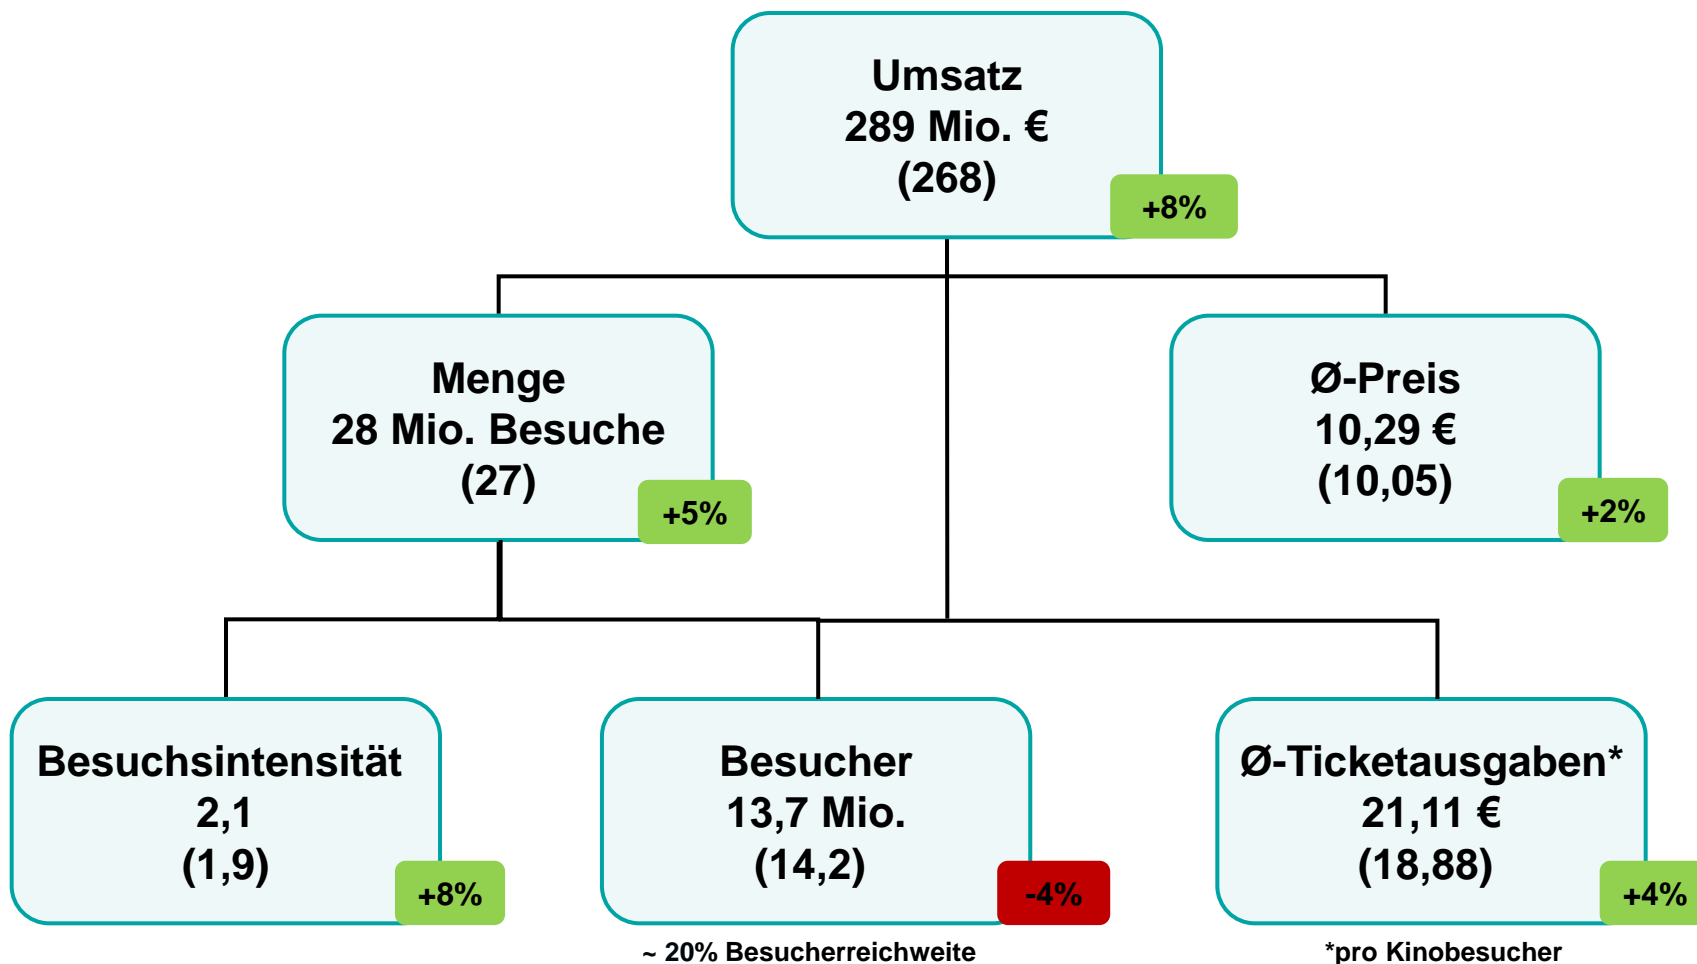 Umsatz
289 Mio. €
(268)
+8%
Menge
28 Mio. Besuche
(27)
+5%
Ø-Preis
10,29 €
(10,05)
+2%
Besuchsintensität
2,1
(1,9)
+8%
Besucher
13,7 Mio.
(14,2)
-4%
~ 20% Besucherreichweite
Ø-Ticketausgaben*
21,11 €
(18,88)
+4%
*pro Kinobesucher